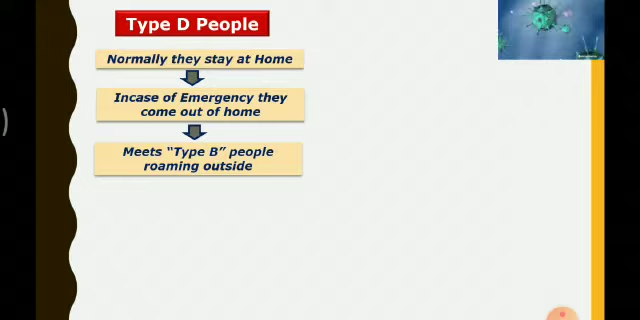 Type D People
Normally they stay at Home
Incase of Emergency they
come out of home
Meets “Type B” people
roaming outside